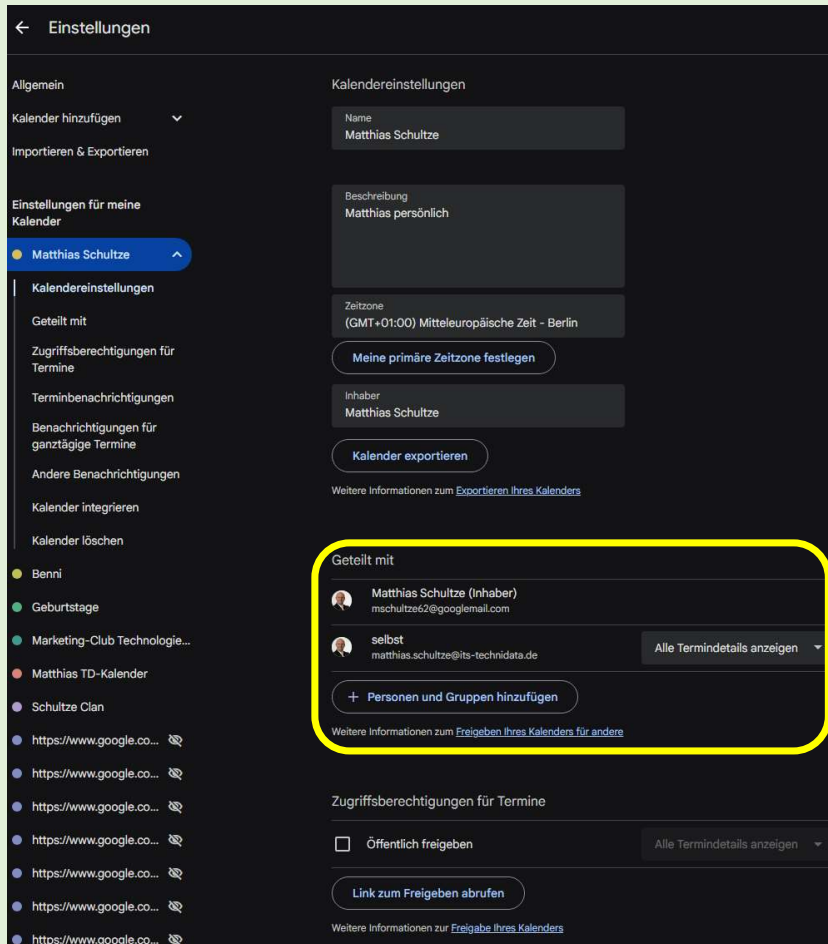 Einstellungen
Allgemein
Kalender hinzufügen
Importieren & Exportieren
Einstellungen für meine
Kalender
Matthias Schultze
Kalendereinstellungen
Geteilt mit
Zugriffsberechtigungen für
Termine
Terminbenachrichtigungen
Benachrichtigungen für
ganztägige Termine
Andere Benachrichtigungen
Kalender integrieren
Kalender löschen
Benni
Geburtstage
Marketing-Club Technologie...
Matthias TD-Kalender
Schultze Clan
https://www.google.co...
https://www.google.co...
https://www.google.co...
https://www.google.co...
https://www.google.co...
https://www.google.co...
https://www.google.co...
Kalendereinstellungen
Name
Matthias Schultze
Beschreibung
Matthias persönlich
Zeitzone
(GMT+01:00) Mitteleuropäische Zeit - Berlin
Meine primäre Zeitzone festlegen
Inhaber
Matthias Schultze
Kalender exportieren
Weitere Informationen zum Exportieren Ihres Kalenders
Geteilt mit
Matthias Schultze (Inhaber)
mschultze62@googlemail.com
selbst
matthias.schultze@its-technidata.de
Alle Termindetails anzeigen
+ Personen und Gruppen hinzufügen
Weitere Informationen zum Freigeben Ihres Kalenders für andere
Zugriffsberechtigungen für Termine
Öffentlich freigeben
Alle Termindetails anzeigen
Link zum Freigeben abrufen
Weitere Informationen zur Freigabe Ihres Kalenders